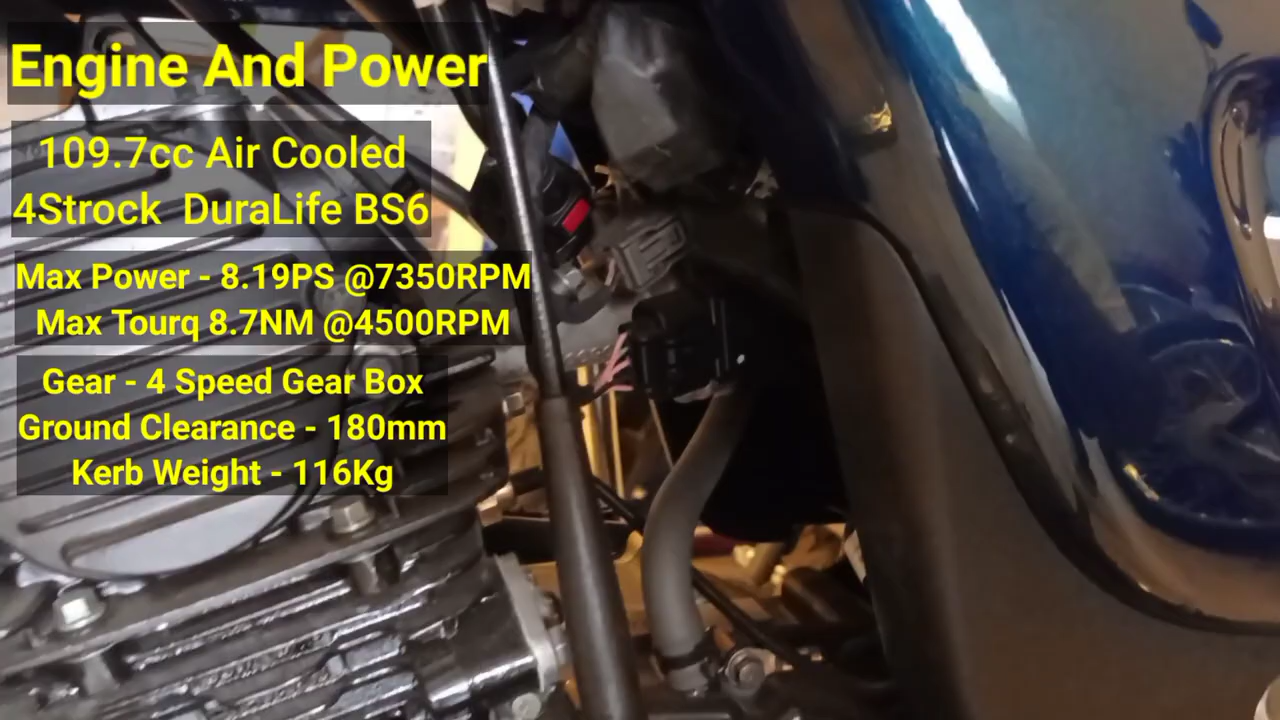 Engine And Power
109.7cc Air Cooled
4Strock DuraLife BS6
Max Power - 8.19PS @7350RPM
Max Tourq 8.7NM @4500RPM
Gear - 4 Speed Gear Box
Ground Clearance - 180mm
Kerb Weight - 116Kg